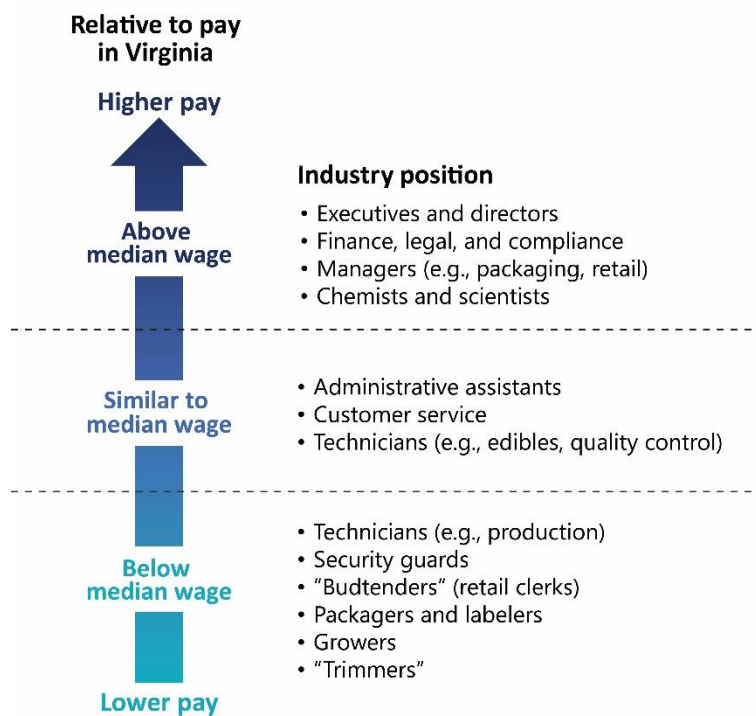 Relative to pay
in Virginia
Higher pay
Industry position
• Executives and directors
• Finance, legal, and compliance
• Managers (e.g., packaging, retail)
• Chemists and scientists
Above
median wage
• Administrative assistants
• Customer service
• Technicians (e.g., edibles, quality control)
Similar to
median wage
• Technicians (e.g., production)
• Security guards
• “Budtenders” (retail clerks)
• Packagers and labelers
• Growers
• “Trimmers”
Below
median wage
Lower pay